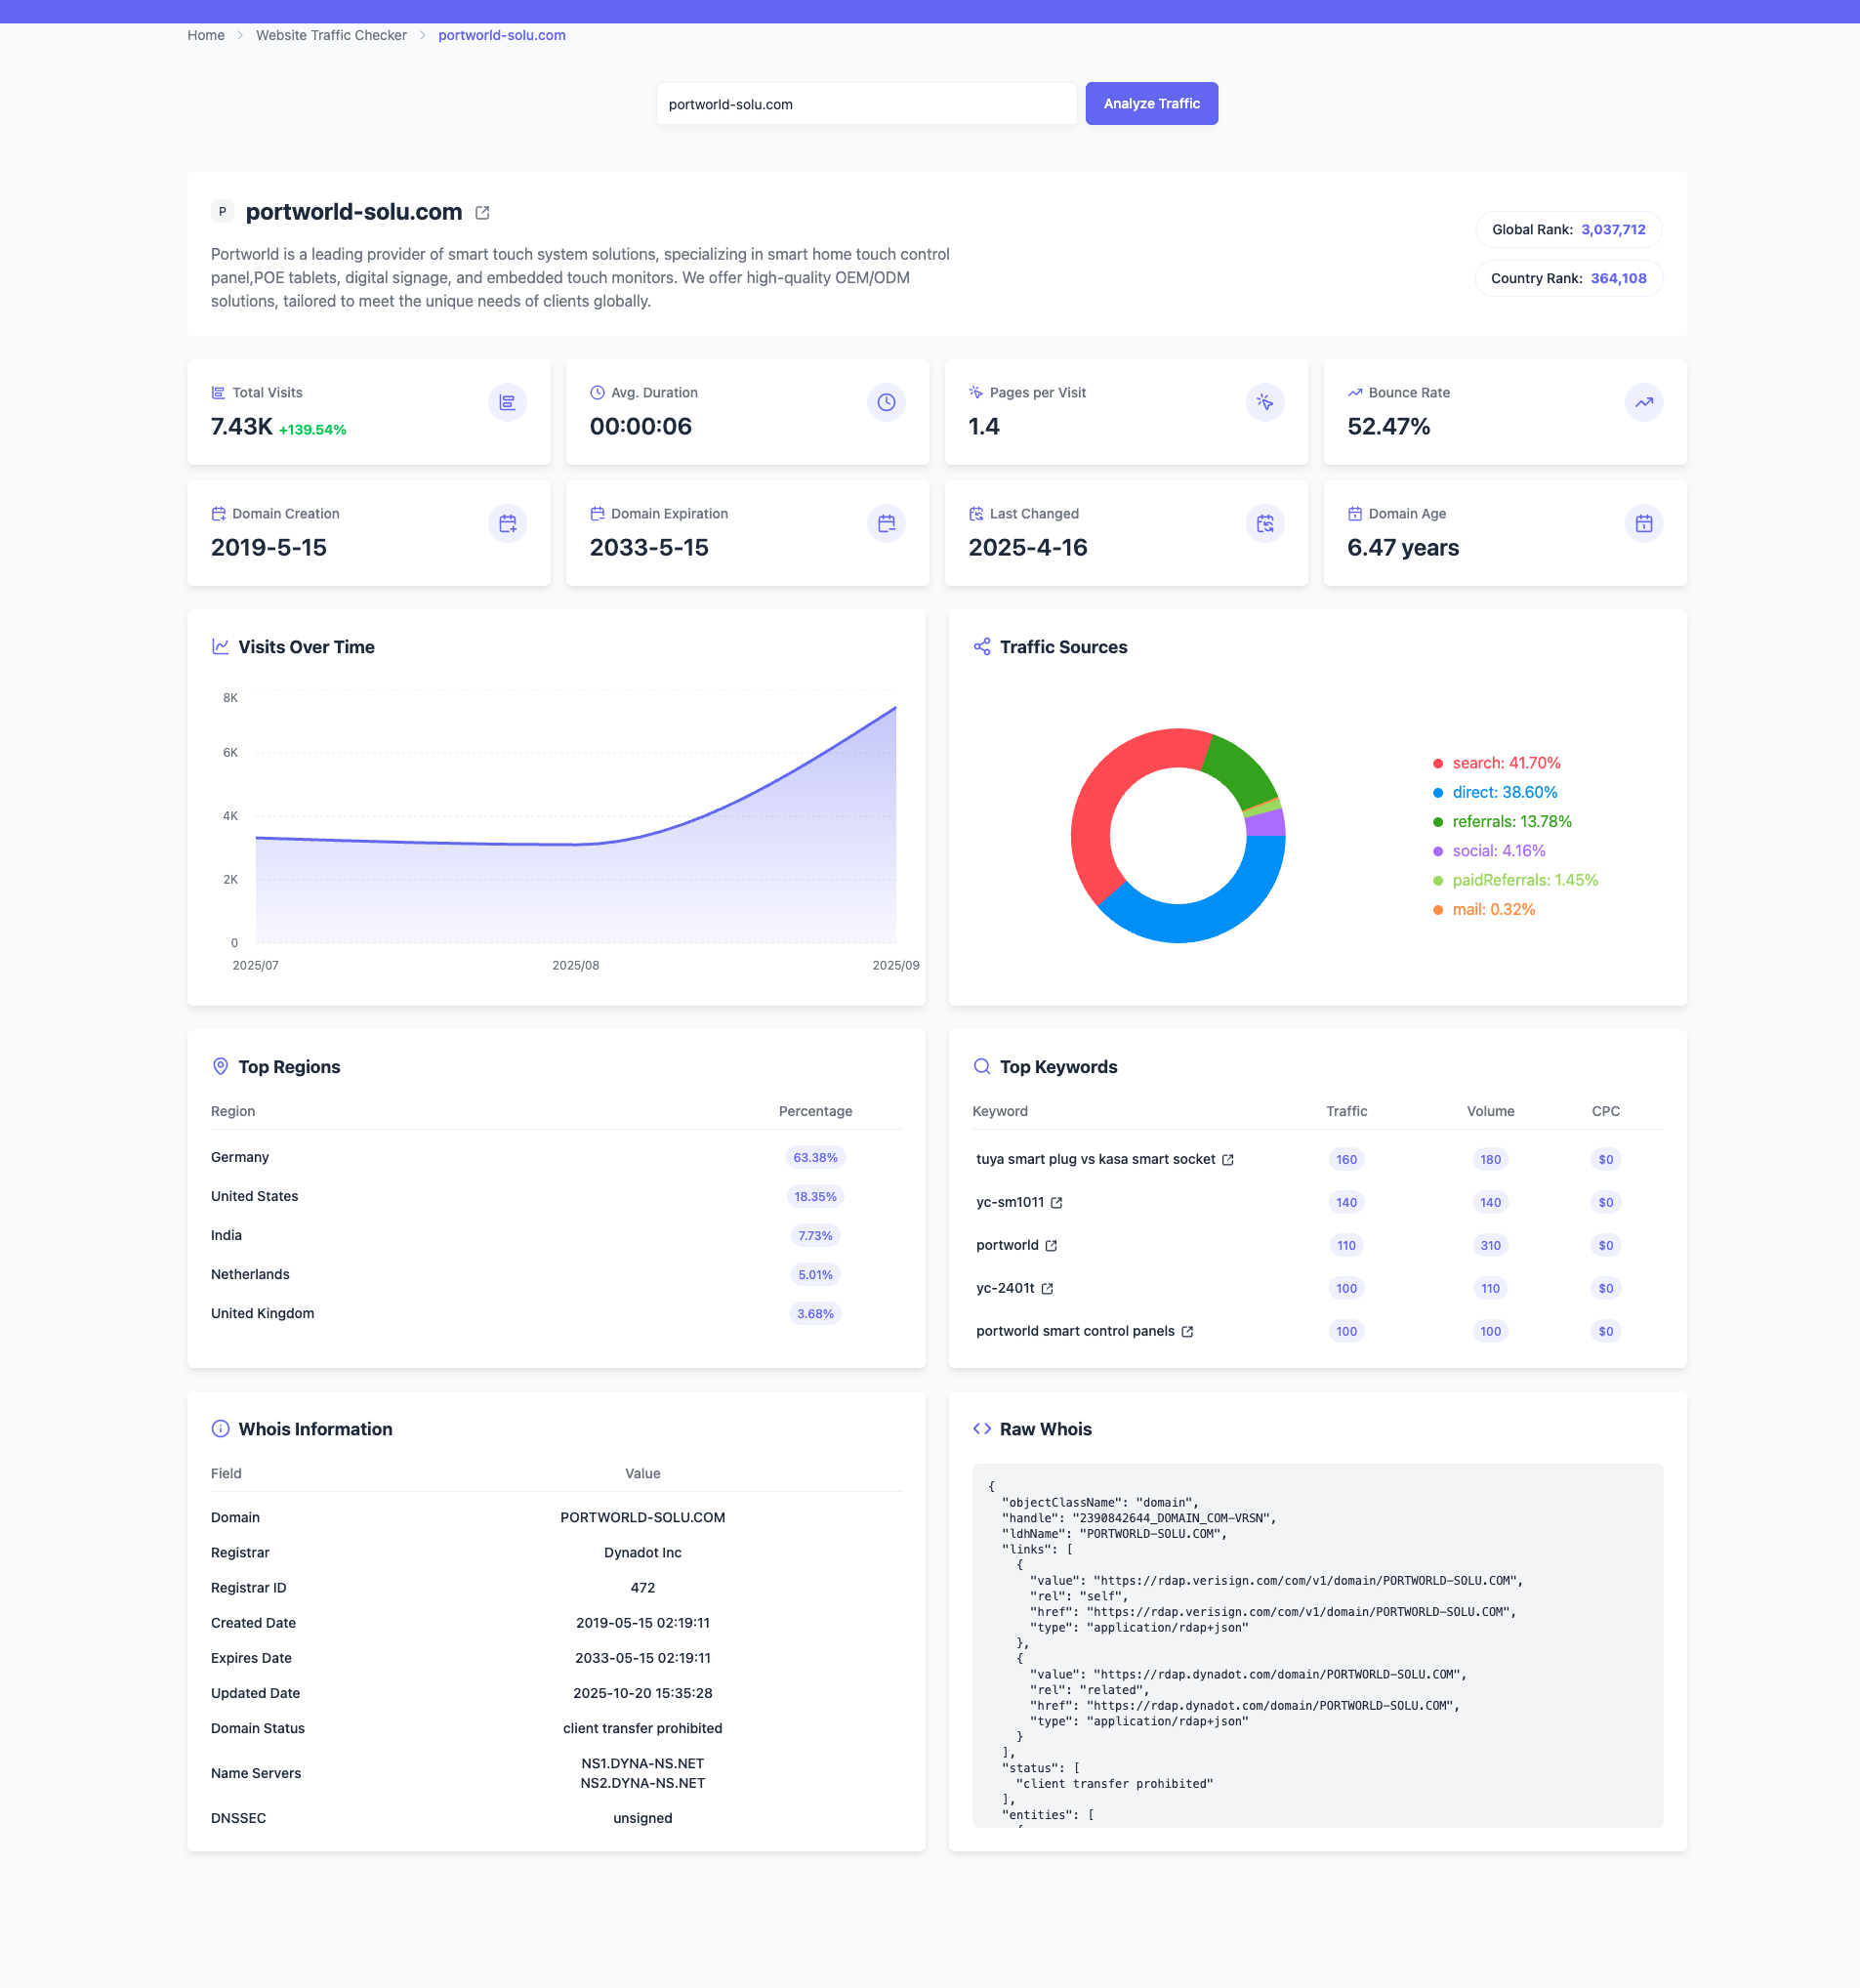 Home > Website Traffic Checker > portworld-solu.com
portworld-solu.com
Analyze Traffic
P
portworld-solu.com
Portworld is a leading provider of smart touch system solutions, specializing in smart home touch control
panel,POE tablets, digital signage, and embedded touch monitors. We offer high-quality OEM/ODM
solutions, tailored to meet the unique needs of clients globally.
Global Rank: 3,037,712
Country Rank: 364,108
Total Visits
7.43K +139.54%
Avg. Duration
00:00:06
Pages per Visit
1.4
Bounce Rate
52.47%
Domain Creation
2019-5-15
Domain Expiration
2033-5-15
Last Changed
2025-4-16
Domain Age
6.47 years
Visits Over Time
8K
6K
4K
2K
0
2025/07 2025/08 2025/09
Traffic Sources
search: 41.70%
direct: 38.60%
referrals: 13.78%
social: 4.16%
paidReferrals: 1.45%
mail: 0.32%
Top Regions
Region Percentage
Germany 63.38%
United States 18.35%
India 7.73%
Netherlands 5.01%
United Kingdom 3.68%
Top Keywords
Keyword Traffic Volume CPC
tuya smart plug vs kasa smart socket 160 180 $0
yc-sm1011 140 140 $0
portworld 110 310 $0
yc-2401t 100 110 $0
portworld smart control panels 100 100 $0
Whois Information
Field Value
Domain PORTWORLD-SOLU.COM
Registrar Dynadot Inc
Registrar ID 472
Created Date 2019-05-15 02:19:11
Expires Date 2033-05-15 02:19:11
Updated Date 2025-10-20 15:35:28
Domain Status client transfer prohibited
Name Servers NS1.DYNA-NS.NET
NS2.DYNA-NS.NET
DNSSEC unsigned
Raw Whois
{
"objectClassName": "domain",
"handle": "2390842644_DOMAIN_COM-VRSN",
"ldhName": "PORTWORLD-SOLU.COM",
"links": [
{
"value": "https://rdap.verisign.com/com/v1/domain/PORTWORLD-SOLU.COM",
"rel": "self",
"href": "https://rdap.verisign.com/com/v1/domain/PORTWORLD-SOLU.COM",
"type": "application/rdap+json"
},
{
"value": "https://rdap.dynadot.com/domain/PORTWORLD-SOLU.COM",
"rel": "related",
"href": "https://rdap.dynadot.com/domain/PORTWORLD-SOLU.COM",
"type": "application/rdap+json"
}
],
"status": [
"client transfer prohibited"
],
"entities": [